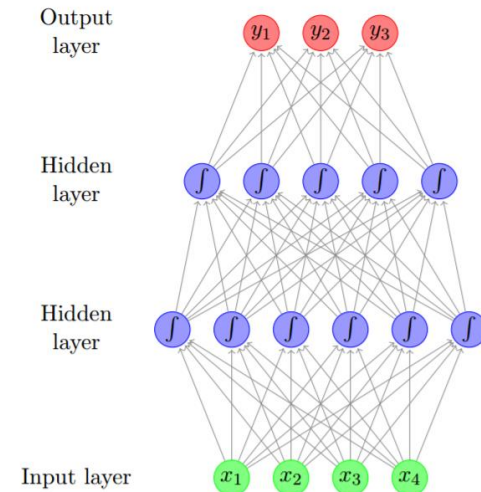 Output
layer
y1 y2 y3
Hidden
layer
∫ ∫ ∫ ∫ ∫
Hidden
layer
∫ ∫ ∫ ∫ ∫ ∫
Input layer
x1 x2 x3 x4